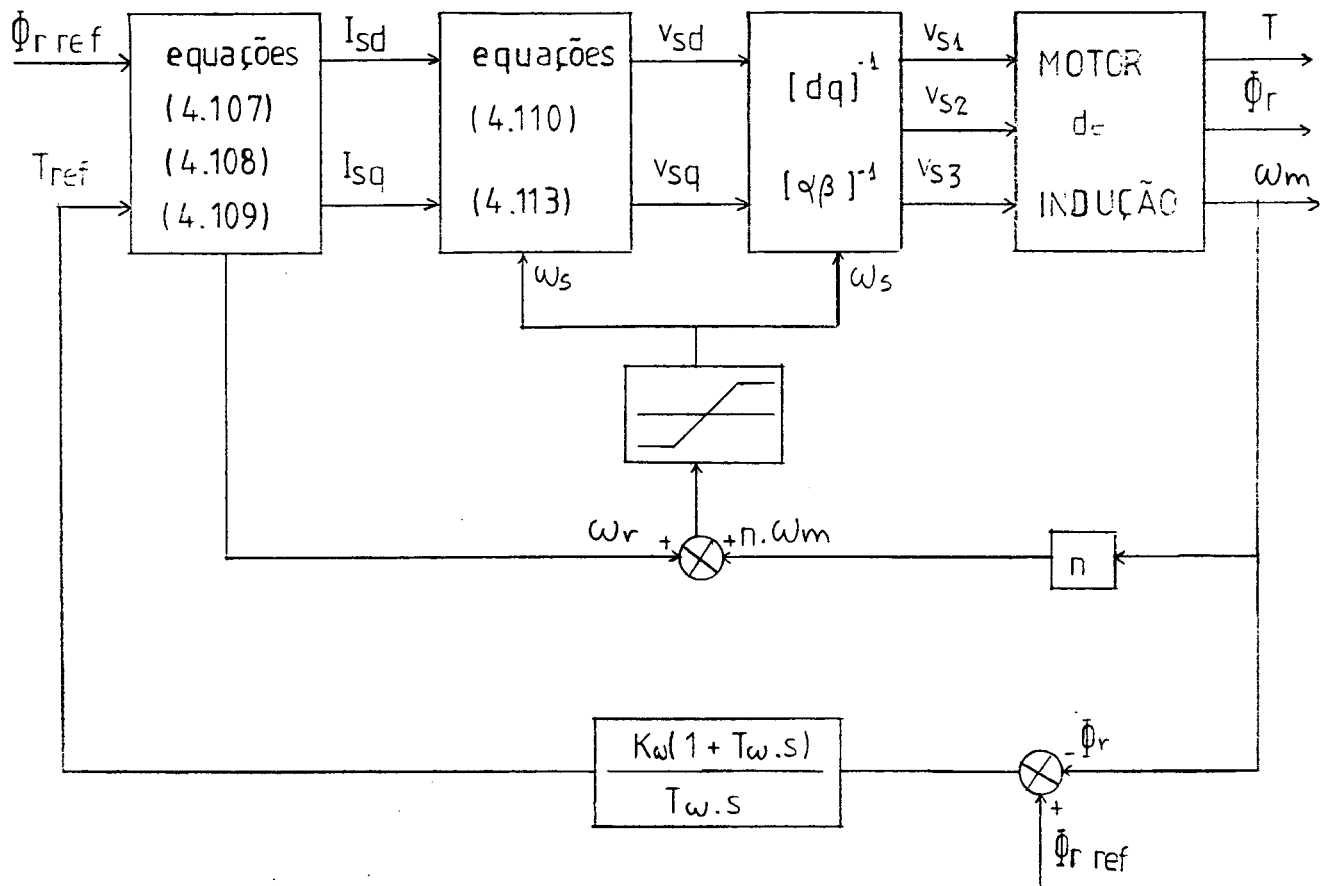 Φr ref
Tref
equações
(4.107)
(4.108)
(4.109)
Isd
Isq
equações
(4.110)
(4.113)
vsd
vsq
[dq]⁻¹
[αβ]⁻¹
vs1
vs2
vs3
MOTOR
de
INDUÇÃO
T
Φr
ωm
ωs
ωs
ωr
+
+
n.ωm
n
Kω(1 + Tω.s)
Tω.s
-
Φr
+
Φr ref